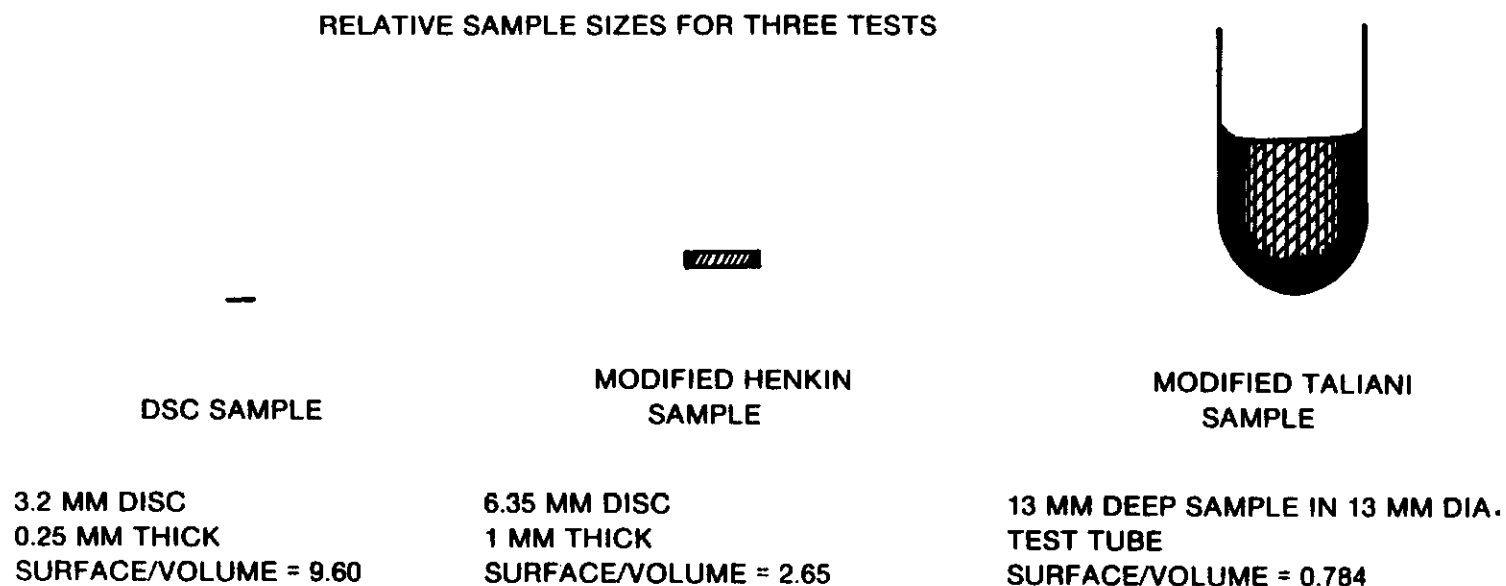 RELATIVE SAMPLE SIZES FOR THREE TESTS
DSC SAMPLE
3.2 MM DISC
0.25 MM THICK
SURFACE/VOLUME = 9.60
MODIFIED HENKIN
SAMPLE
6.35 MM DISC
1 MM THICK
SURFACE/VOLUME = 2.65
MODIFIED TALIANI
SAMPLE
13 MM DEEP SAMPLE IN 13 MM DIA.
TEST TUBE
SURFACE/VOLUME = 0.784